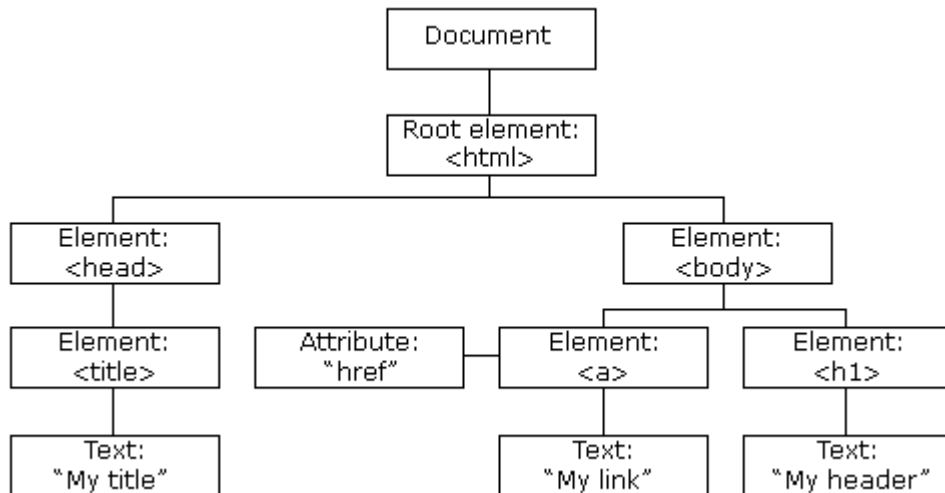 Document
Root element:
<html>
Element:
<head>
Element:
<body>
Element:
<title>
Attribute:
“href”
Element:
<a>
Element:
<h1>
Text:
“My title”
Text:
“My link”
Text:
“My header”